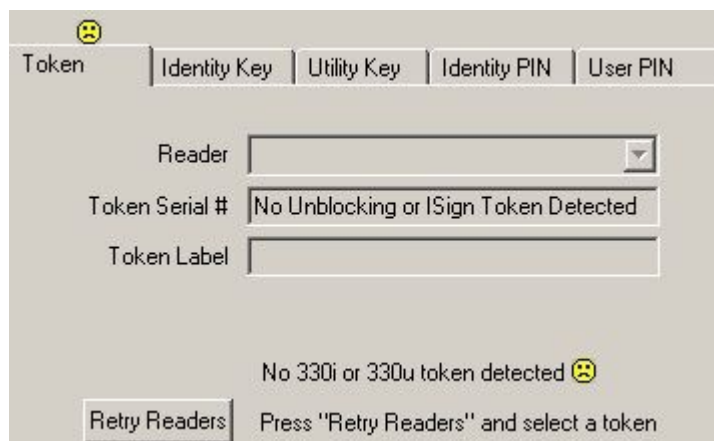 Token Identity Key Utility Key Identity PIN User PIN
Reader
Token Serial # No Unblocking or ISign Token Detected
Token Label
No 330i or 330u token detected
Retry Readers Press "Retry Readers" and select a token